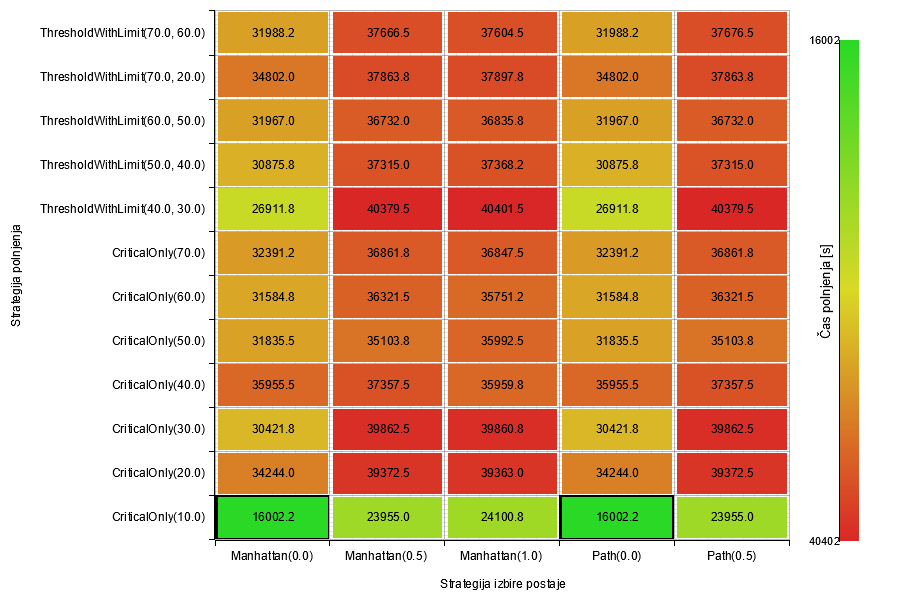 ThresholdWithLimit(70.0, 60.0) 31988.2 37666.5 37604.5 31988.2 37676.5
ThresholdWithLimit(70.0, 20.0) 34802.0 37863.8 37897.8 34802.0 37863.8
ThresholdWithLimit(60.0, 50.0) 31967.0 36732.0 36835.8 31967.0 36732.0
ThresholdWithLimit(50.0, 40.0) 30875.8 37315.0 37368.2 30875.8 37315.0
ThresholdWithLimit(40.0, 30.0) 26911.8 40379.5 40401.5 26911.8 40379.5
CriticalOnly(70.0) 32391.2 36861.8 36847.5 32391.2 36861.8
CriticalOnly(60.0) 31584.8 36321.5 35751.2 31584.8 36321.5
CriticalOnly(50.0) 31835.5 35103.8 35992.5 31835.5 35103.8
CriticalOnly(40.0) 35955.5 37357.5 35959.8 35955.5 37357.5
CriticalOnly(30.0) 30421.8 39862.5 39860.8 30421.8 39862.5
CriticalOnly(20.0) 34244.0 39372.5 39363.0 34244.0 39372.5
CriticalOnly(10.0) 16002.2 23955.0 24100.8 16002.2 23955.0
Manhattan(0.0) Manhattan(0.5) Manhattan(1.0) Path(0.0) Path(0.5)
Strategija izbire postaje
Strategija polnjenja
16002
Čas polnjenja [s]
40402